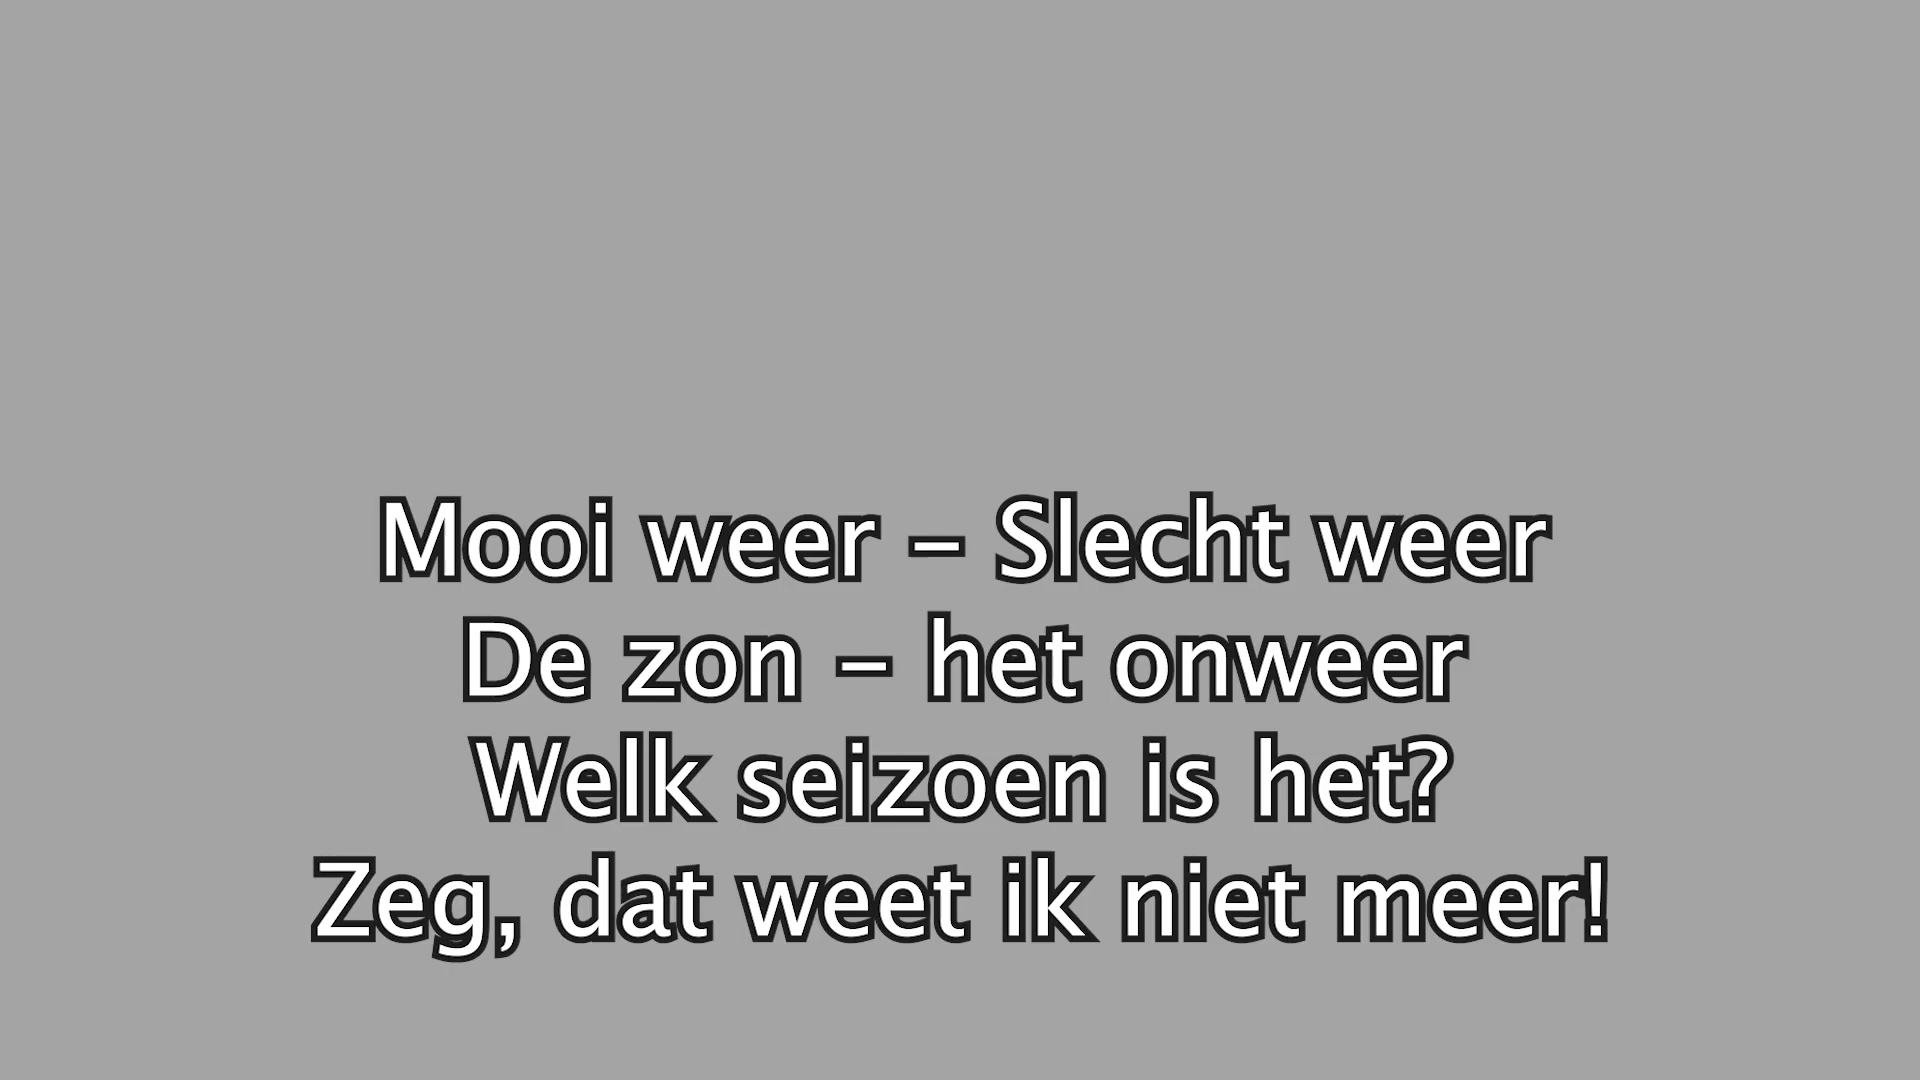 Mooi weer – Slecht weer
De zon – het onweer
Welk seizoen is het?
Zeg, dat weet ik niet meer!